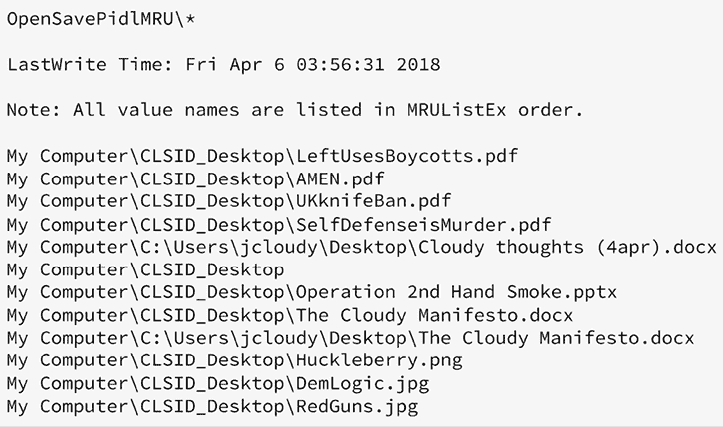 OpenSavePidlMRU\*
LastWrite Time: Fri Apr 6 03:56:31 2018
Note: All value names are listed in MRUListEx order.
My Computer\CLSID_Desktop\LeftUsesBoycotts.pdf
My Computer\CLSID_Desktop\AMEN.pdf
My Computer\CLSID_Desktop\UKknifeBan.pdf
My Computer\CLSID_Desktop\SelfDefenseisMurder.pdf
My Computer\C:\Users\jcloudy\Desktop\Cloudy thoughts (4apr).docx
My Computer\CLSID_Desktop
My Computer\CLSID_Desktop\Operation 2nd Hand Smoke.pptx
My Computer\CLSID_Desktop\The Cloudy Manifesto.docx
My Computer\C:\Users\jcloudy\Desktop\The Cloudy Manifesto.docx
My Computer\CLSID_Desktop\Huckleberry.png
My Computer\CLSID_Desktop\DemLogic.jpg
My Computer\CLSID_Desktop\RedGuns.jpg